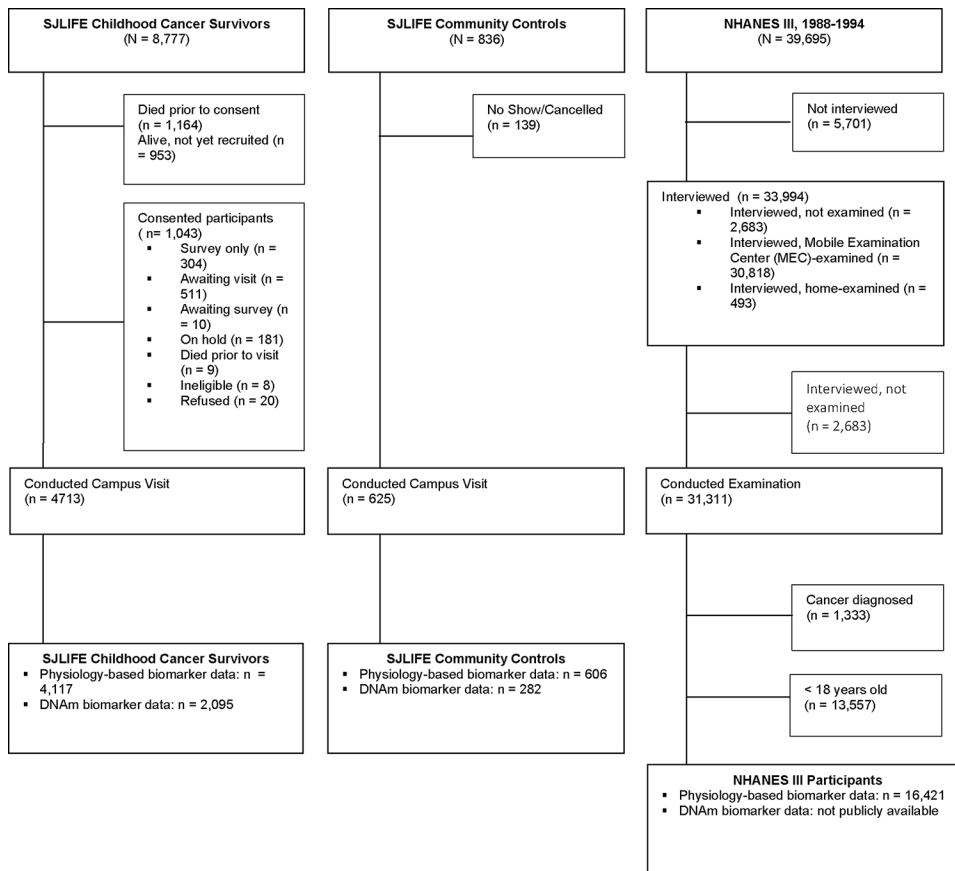 SJLIFE Childhood Cancer Survivors
(N = 8,777)
Died prior to consent
(n = 1,164)
Alive, not yet recruited (n
= 953)
Consented participants
( n= 1,043)
▪ Survey only (n =
304)
▪ Awaiting visit (n =
511)
▪ Awaiting survey (n
= 10)
▪ On hold (n = 181)
▪ Died prior to visit
(n = 9)
▪ Ineligible (n = 8)
▪ Refused (n = 20)
Conducted Campus Visit
(n = 4713)
SJLIFE Childhood Cancer Survivors
▪ Physiology-based biomarker data: n =
4,117
▪ DNAm biomarker data: n = 2,095
SJLIFE Community Controls
(N = 836)
No Show/Cancelled
(n = 139)
Conducted Campus Visit
(n = 625)
SJLIFE Community Controls
▪ Physiology-based biomarker data: n = 606
▪ DNAm biomarker data: n = 282
NHANES III, 1988-1994
(N = 39,695)
Not interviewed
(n = 5,701)
Interviewed (n = 33,994)
▪ Interviewed, not examined (n =
2,683)
▪ Interviewed, Mobile Examination
Center (MEC)-examined (n =
30,818)
▪ Interviewed, home-examined (n =
493)
Interviewed, not
examined
(n = 2,683)
Conducted Examination
(n = 31,311)
Cancer diagnosed
(n = 1,333)
< 18 years old
(n = 13,557)
NHANES III Participants
▪ Physiology-based biomarker data: n = 16,421
▪ DNAm biomarker data: not publicly available